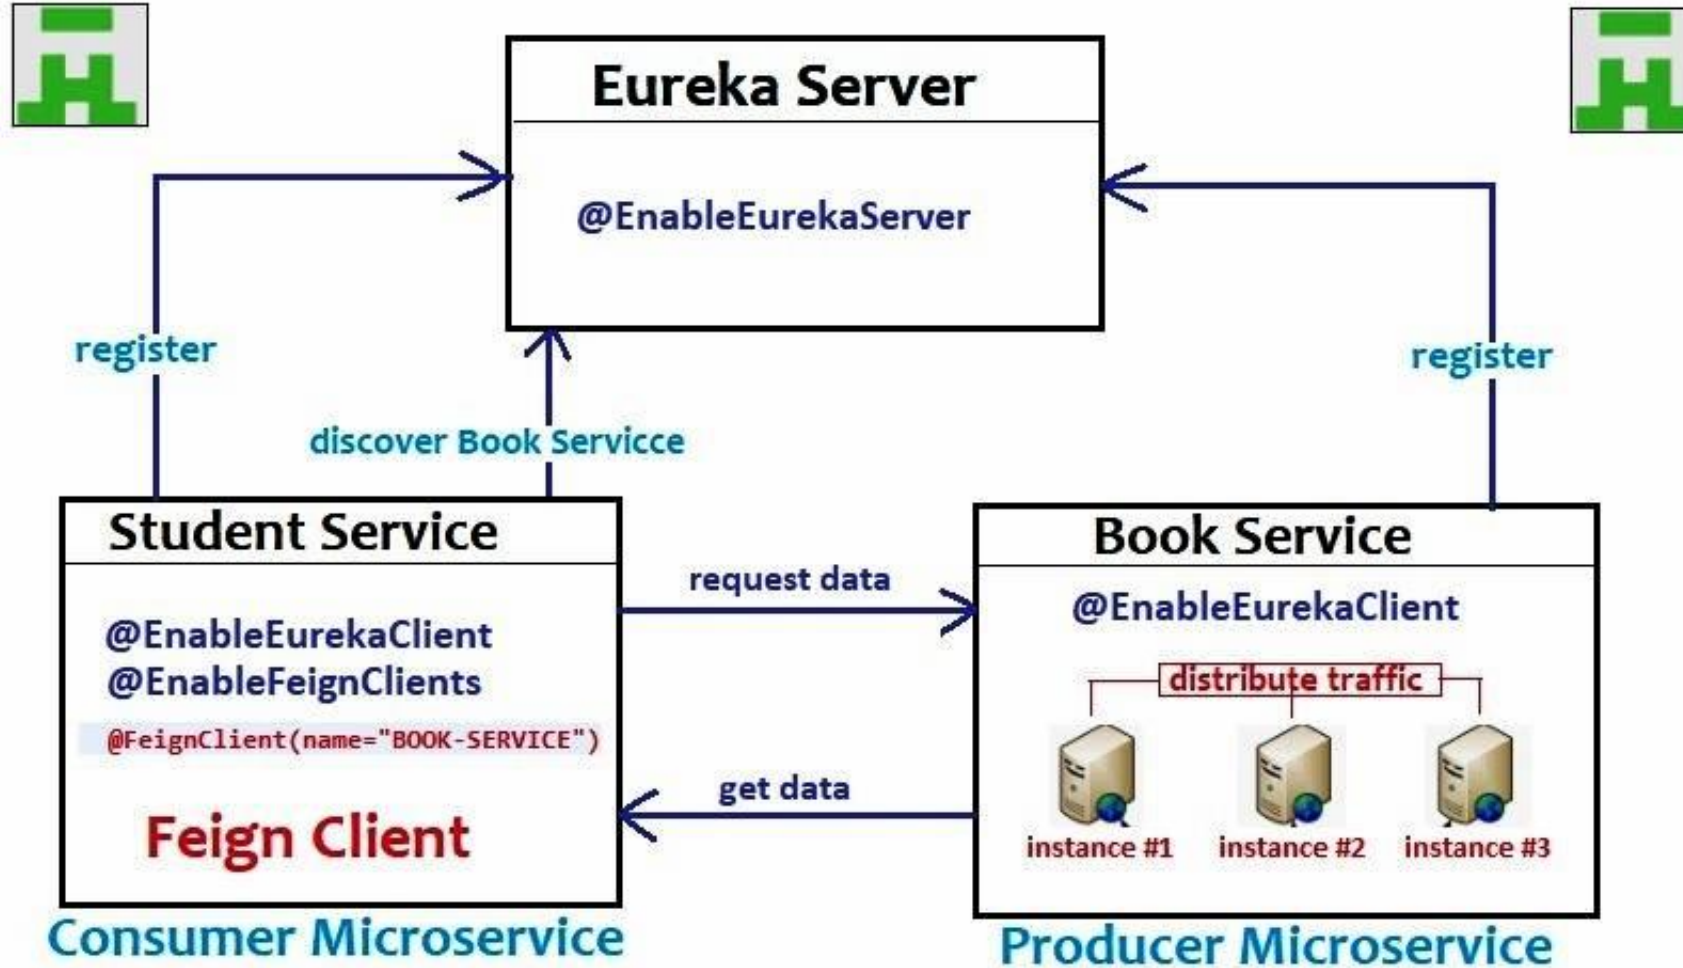 Eureka Server
@EnableEurekaServer
register
register
discover Book Servicce
Student Service
@EnableEurekaClient
@EnableFeignClients
@FeignClient(name="BOOK-SERVICE")
Feign Client
Consumer Microservice
request data
get data
Book Service
@EnableEurekaClient
distribute traffic
instance #1
instance #2
instance #3
Producer Microservice